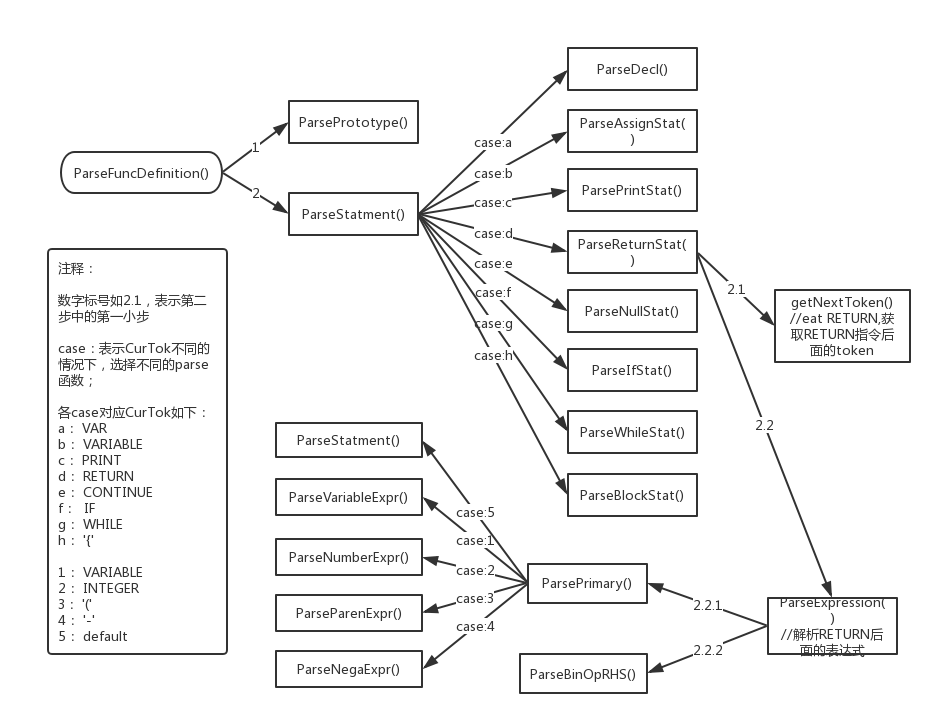 ParseDecl()
ParsePrototype()
ParseAssignStat(
)
case:a
1
case:b
ParseFuncDefinition()
ParsePrintStat()
2
case:c
ParseStatment()
case:d
ParseReturnStat(
)
case:e
注释：
case:f
2.1
数字标号如2.1，表示第二
步中的第一小步
getNextToken()
//eat RETURN,获
取RETURN指令后
面的token
ParseNullStat()
case:g
case：表示CurTok不同的
情况下，选择不同的parse
函数；
case:h
ParseIfStat()
各case对应CurTok如下：
a： VAR
b： VARIABLE
c： PRINT
d： RETURN
e： CONTINUE
f： IF
g： WHILE
h： '{'
1： VARIABLE
2： INTEGER
3： '('
4： '-'
5： default
ParseStatment()
ParseWhileStat()
2.2
ParseVariableExpr()
ParseBlockStat()
case:5
case:1
ParseNumberExpr()
case:2
ParsePrimary()
case:3
ParseParenExpr()
2.2.1
ParseExpression(
)
//解析RETURN后
面的表达式
case:4
2.2.2
ParseNegaExpr()
ParseBinOpRHS()